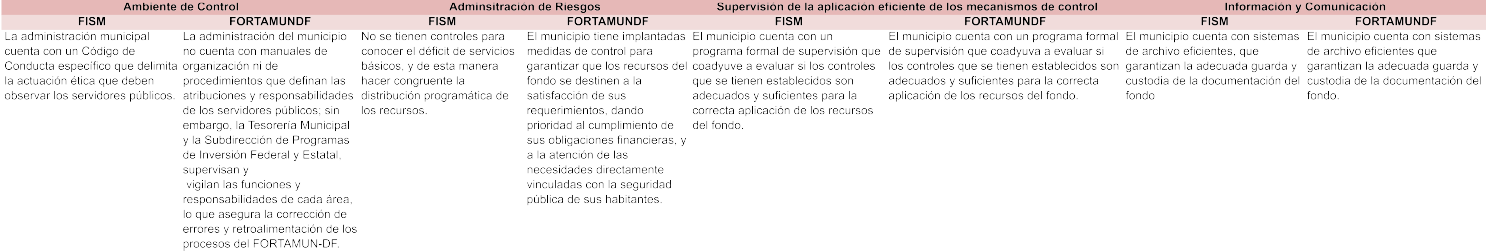 Ambiente de Control
Adminsitración de Riesgos
Supervisión de la aplicación eficiente de los mecanismos de control
Información y Comunicación
FISM
FORTAMUNDF
FISM
FORTAMUNDF
FISM
FORTAMUNDF
FISM
FORTAMUNDF
La administración municipal
cuenta con un Código de
Conducta específico que delimita
la actuación ética que deben
observar los servidores públicos.
La administración del municipio
no cuenta con manuales de
organización ni de
procedimientos que definan las
atribuciones y responsabilidades
de los servidores públicos; sin
embargo, la Tesorería Municipal
y la Subdirección de Programas
de Inversión Federal y Estatal,
supervisan y
vigilan las funciones y
responsabilidades de cada área,
lo que asegura la corrección de
errores y retroalimentación de los
procesos del FORTAMUN-DF.
No se tienen controles para
conocer el déficit de servicios
básicos, y de esta manera
hacer congruente la
distribución programática de
los recursos.
El municipio tiene implantadas
medidas de control para
garantizar que los recursos del
fondo se destinen a la
satisfacción de sus
requerimientos, dando
prioridad al cumplimiento de
sus obligaciones financieras, y
a la atención de las
necesidades directamente
vinculadas con la seguridad
pública de sus habitantes.
El municipio cuenta con un
programa formal de supervisión que
coadyuve a evaluar si los controles
que se tienen establecidos son
adecuados y suficientes para la
correcta aplicación de los recursos
del fondo.
El municipio cuenta con un programa formal
de supervisión que coadyuva a evaluar si
los controles que se tienen establecidos son
adecuados y suficientes para la correcta
aplicación de los recursos del fondo.
El municipio cuenta con sistemas
de archivo eficientes, que
garantizan la adecuada guarda y
custodia de la documentación del
fondo.
El municipio cuenta con sistemas
de archivo eficientes que
garantizan la adecuada guarda y
custodia de la documentación del
fondo.